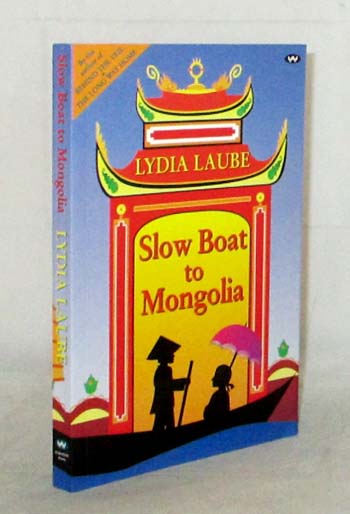 By the
author of
BEHIND THE VEIL
&
THE LONG WAY HOME
W
LYDIA LAUBE
Slow Boat
to
Mongolia
Slow Boat to Mongolia
LYDIA LAUBE
W